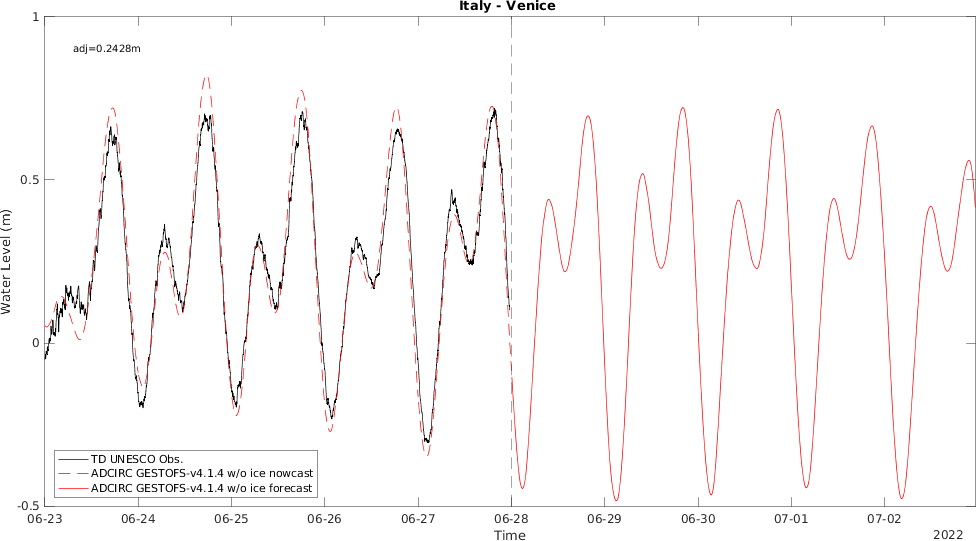 Italy - Venice
adj=0.2428m
1
0.5
0
-0.5
Water Level (m)
TD UNESCO Obs.
ADCIRC GESTOFS-v4.1.4 w/o ice nowcast
ADCIRC GESTOFS-v4.1.4 w/o ice forecast
06-23 06-24 06-25 06-26 06-27 06-28 06-29 06-30 07-01 07-02
Time
2022